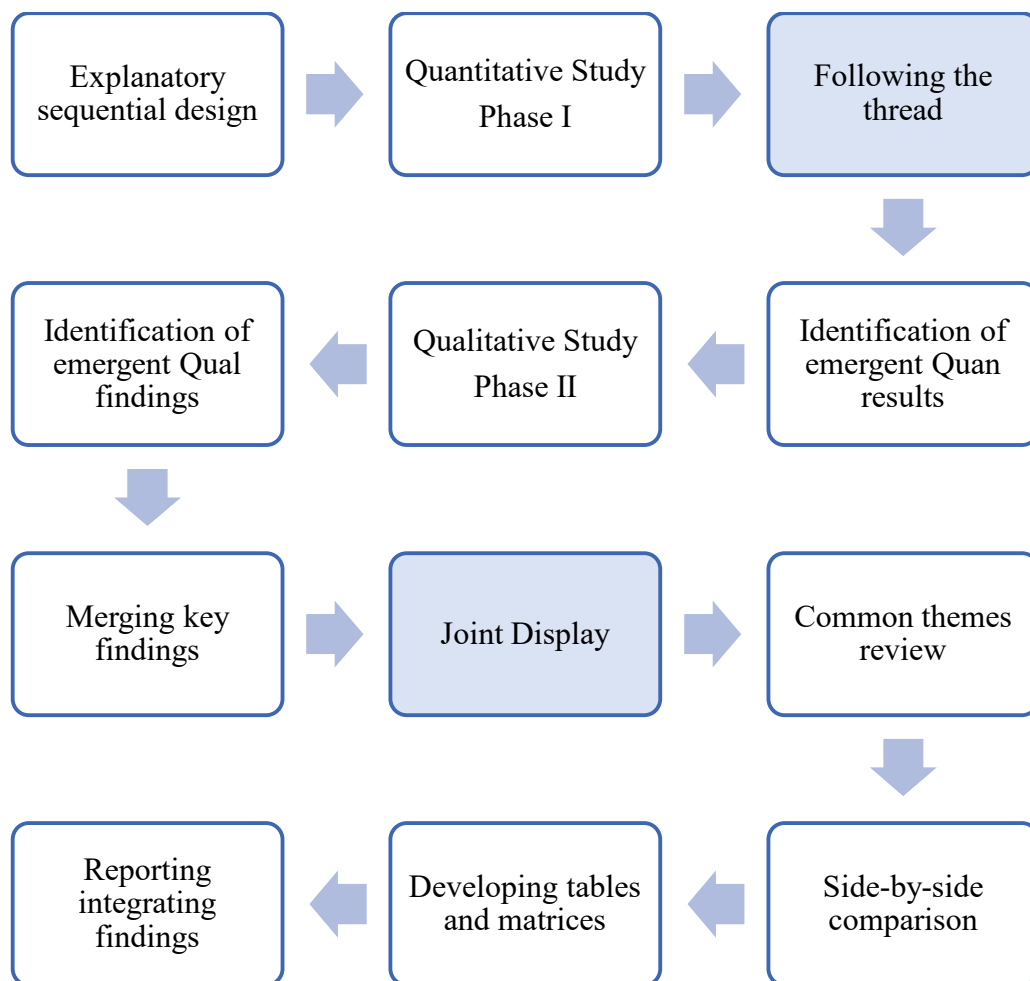 Explanatory
sequential design
Quantitative Study
Phase I
Following the
thread
Identification of
emergent Quan
results
Qualitative Study
Phase II
Identification of
emergent Qual
findings
Merging key
findings
Joint Display
Common themes
review
Side-by-side
comparison
Developing tables
and matrices
Reporting
integrating
findings